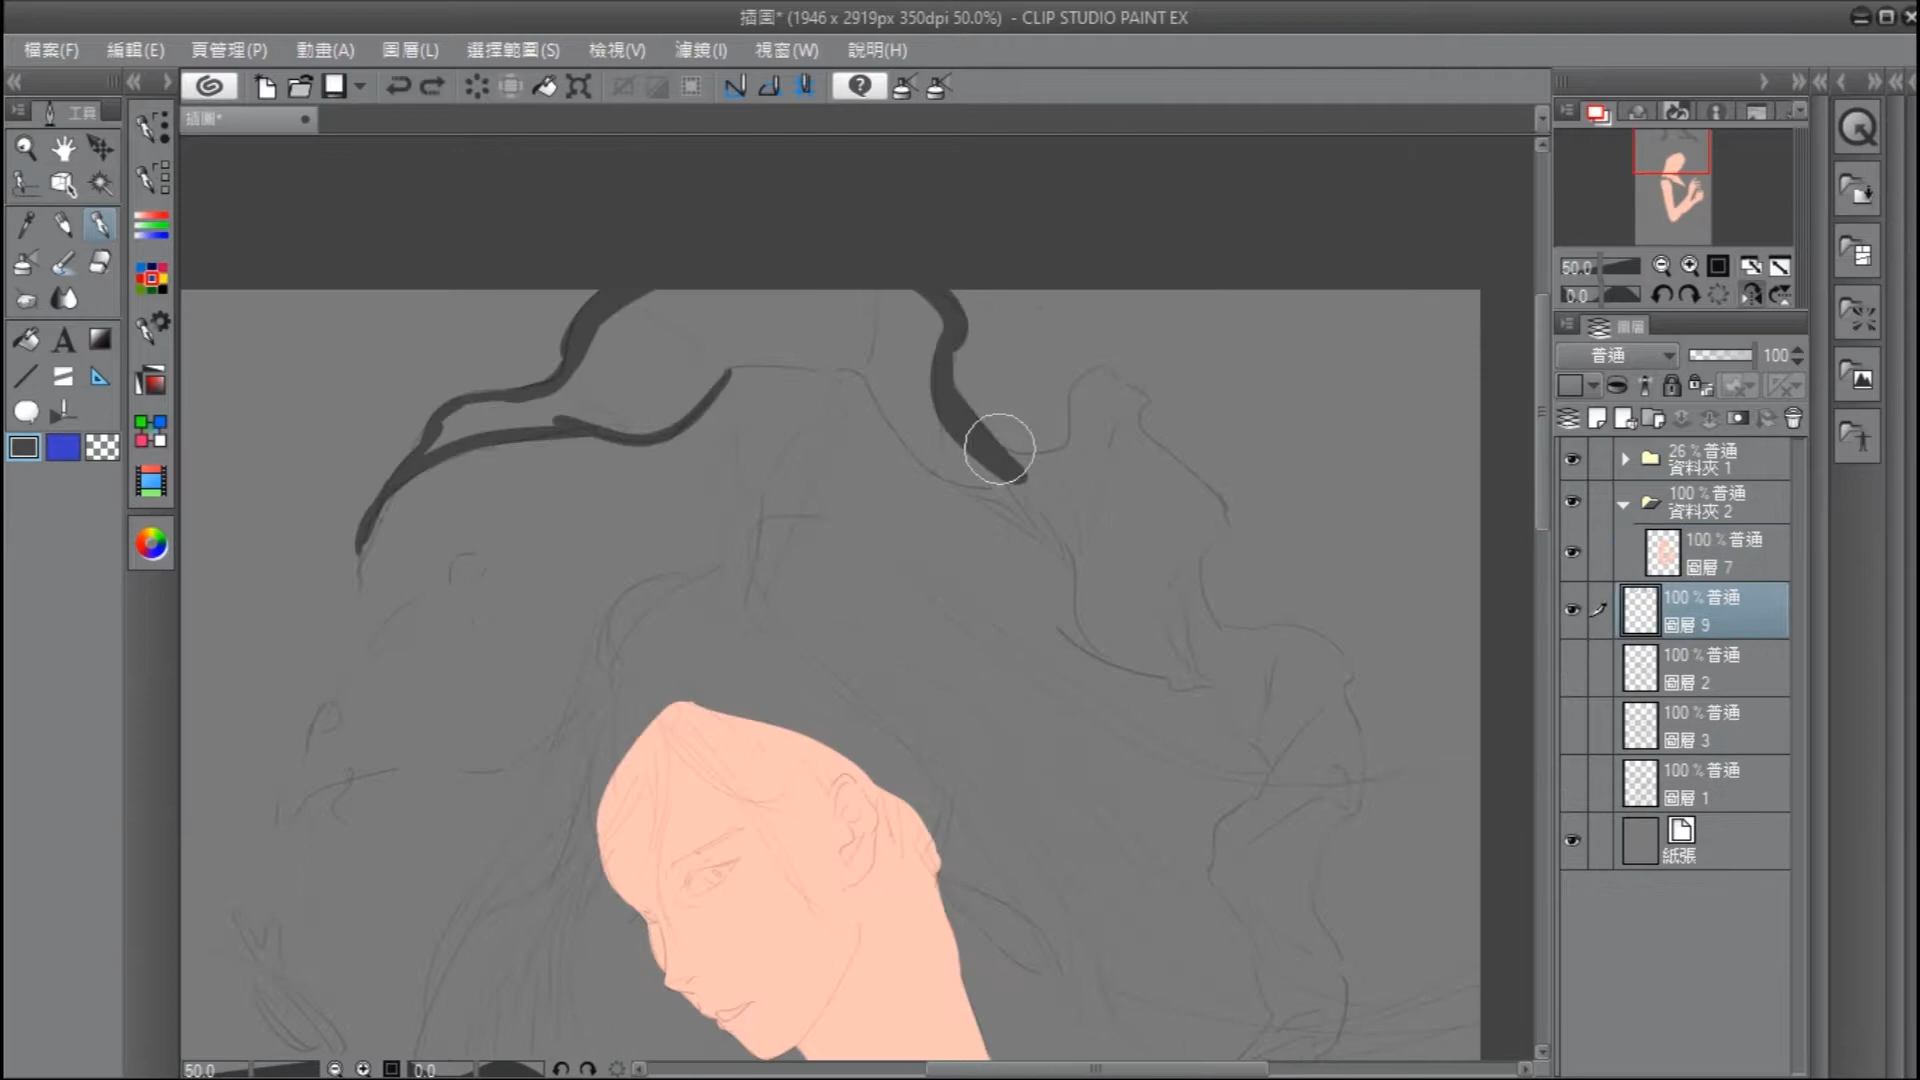 插圖* (1946 x 2919px 350dpi 50.0%) - CLIP STUDIO PAINT EX
檔案(F) 編輯(E) 頁管理(P) 動畫(A) 圖層(L) 選擇範圍(S) 檢視(V) 濾鏡(I) 視窗(W) 說明(H)
工具
插圖*
50.0
0.0
圖層
普通 100
26 %普通
資料夾 1
100 %普通
資料夾 2
100 %普通
圖層 7
100 %普通
圖層 9
100 %普通
圖層 2
100 %普通
圖層 3
100 %普通
圖層 1
紙張
50.0 0.0